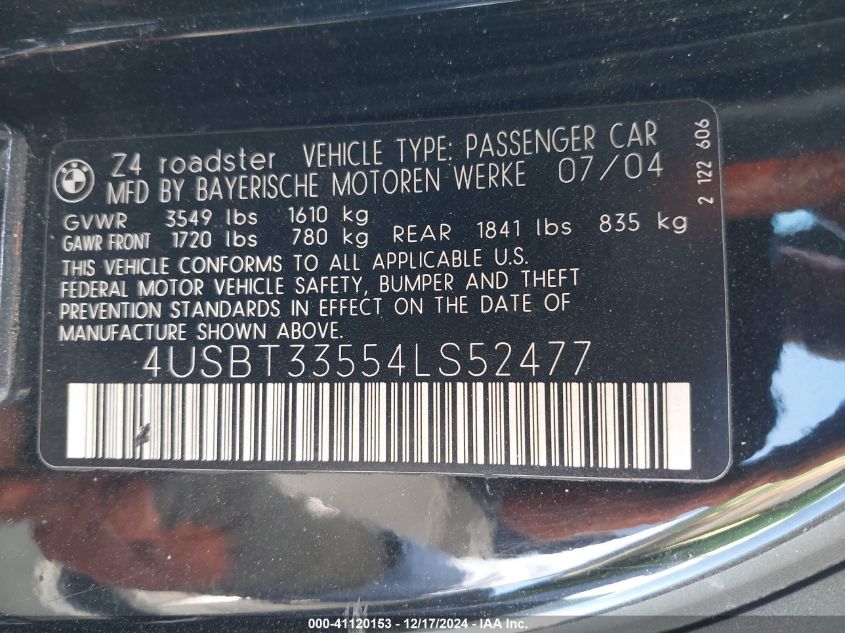 BMW
Z4 roadster VEHICLE TYPE: PASSENGER CAR
MFD BY BAYERISCHE MOTOREN WERKE 07/04
GVWR 3549 lbs 1610 kg
GAWR FRONT 1720 lbs 780 kg REAR 1841 lbs 835 kg
THIS VEHICLE CONFORMS TO ALL APPLICABLE U.S.
FEDERAL MOTOR VEHICLE SAFETY, BUMPER AND THEFT
PREVENTION STANDARDS IN EFFECT ON THE DATE OF
MANUFACTURE SHOWN ABOVE.
4USBT33554LS52477
2 122 606
000-41120153 - 12/17/2024 - IAA Inc.